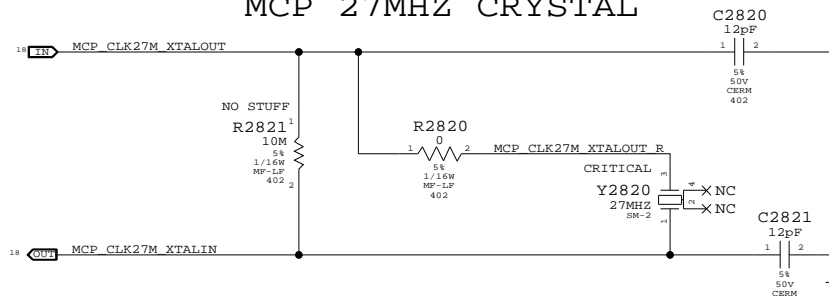 MCP 27MHZ CRYSTAL
C2820
12pF
1 2
5%
50V
CERM
402
18 IN MCP_CLK27M_XTALOUT
NO STUFF
R2821
1
10M
5%
1/16W
MF-LF
402
2
R2820
0
1 2
5%
1/16W
MF-LF
402
MCP_CLK27M_XTALOUT_R
CRITICAL
Y2820
27MHZ
SM-2
3
4
2
1
NC
NC
C2821
12pF
1 2
5%
50V
CERM
18 OUT MCP_CLK27M_XTALIN